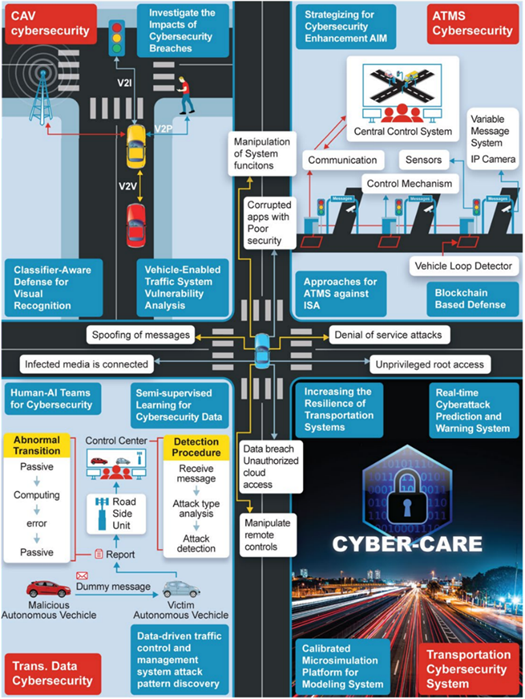 CAV
cybersecurity
Investigate the
Impacts of
Cybersecurity
Breaches
V2I
V2P
V2V
Classifier-Aware
Defense for
Visual
Recognition
Vehicle-Enabled
Traffic System
Vulnerability
Analysis
Strategizing for
Cybersecurity
Enhancement AIM
ATMS
Cybersecurity
Central Control System
Variable
Message
System
IP Camera
Communication
Sensors
Control Mechanism
Messages
Messages
Messages
Vehicle Loop Detector
Approaches for
ATMS against
ISA
Blockchain
Based Defense
Manipulation
of System
funcitons
Corrupted
apps with
Poor
security
Spoofing of messages
Denial of service attacks
Infected media is connected
Unprivileged root access
Data breach
Unauthorized
cloud
access
Manipulate
remote
controls
Human-AI Teams
for Cybersecurity
Semi-supervised
Learning for
Cybersecurity Data
Abnormal
Transition
Passive
Computing
error
Passive
Control Center
Road
Side
Unit
Report
Detection
Procedure
Receive
message
Attack type
analysis
Attack
detection
Dummy message
Malicious
Autonomous Vechicle
Victim
Autonomous Vechicle
Trans. Data
Cybersecurity
Data-driven traffic
control and
management
system attack
pattern discovery
Increasing the
Resilience of
Transportation
Systems
Real-time
Cyberattack
Prediction and
Warning System
CYBER-CARE
Calibrated
Microsimulation
Platform for
Modeling System
Transportation
Cybersecurity
System